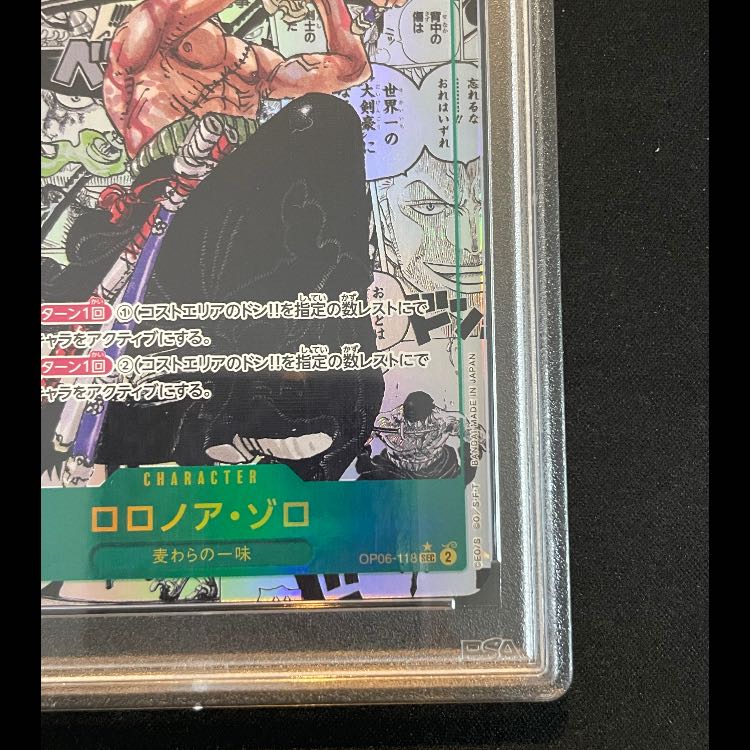 背中の
傷は
剣士の
忘れるな
………!!
おれはいずれ
世界一の
大剣豪に
ドン
ターン1回 ①(コストエリアのドン!!を指定の数レストにで
ャラをアクティブにする。
ターン1回 ②(コストエリアのドン!!を指定の数レストにで
ャラをアクティブにする。
CHARACTER
ロロノア・ゾロ
麦わらの一味
OP06-118 SEC 2
©EO/S ©O/S・F・T BANDAI MADE IN JAPAN
PSA